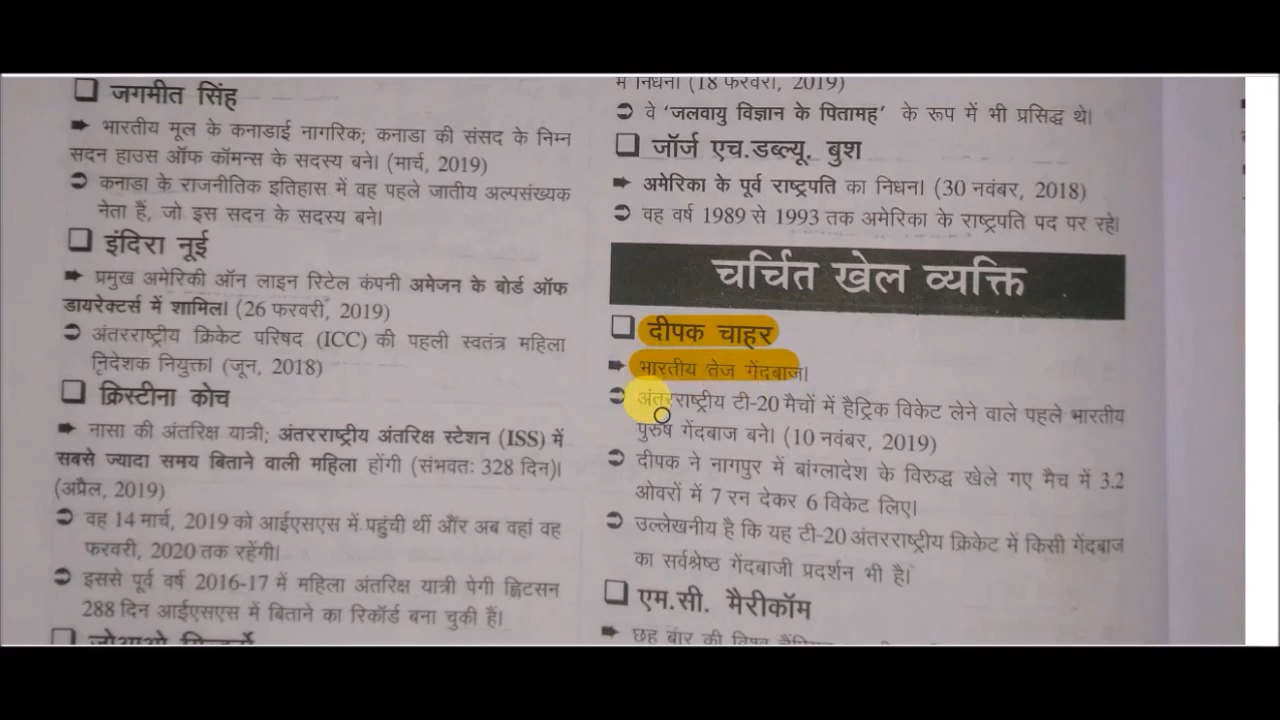 जगमीत सिंह
भारतीय मूल के कनाडाई नागरिक; कनाडा की संसद के निम्न
सदन हाउस ऑफ कॉमन्स के सदस्य बने। (मार्च, 2019)
कनाडा के राजनीतिक इतिहास में वह पहले जातीय अल्पसंख्यक
नेता हैं, जो इस सदन के सदस्य बने।
इंदिरा नूई
प्रमुख अमेरिकी ऑन लाइन रिटेल कंपनी अमेजन के बोर्ड ऑफ
डायरेक्टर्स में शामिल। (26 फरवरी, 2019)
अंतरराष्ट्रीय क्रिकेट परिषद (ICC) की पहली स्वतंत्र महिला
निदेशक नियुक्त। (जून, 2018)
क्रिस्टीना कोच
नासा की अंतरिक्ष यात्री; अंतरराष्ट्रीय अंतरिक्ष स्टेशन (ISS) में
सबसे ज्यादा समय बिताने वाली महिला होंगी (संभवतः 328 दिन)।
(अप्रैल, 2019)
वह 14 मार्च, 2019 को आईएसएस में पहुंची थीं और अब वहां वह
फरवरी, 2020 तक रहेंगी।
इससे पूर्व वर्ष 2016-17 में महिला अंतरिक्ष यात्री पेगी ह्विटसन
288 दिन आईएसएस में बिताने का रिकॉर्ड बना चुकी हैं।
में निधन। (18 फरवरी, 2019)
वे 'जलवायु विज्ञान के पितामह' के रूप में भी प्रसिद्ध थे।
जॉर्ज एच.डब्ल्यू. बुश
अमेरिका के पूर्व राष्ट्रपति का निधन। (30 नवंबर, 2018)
वह वर्ष 1989 से 1993 तक अमेरिका के राष्ट्रपति पद पर रहे।
चर्चित खेल व्यक्ति
दीपक चाहर
भारतीय तेज गेंदबाज।
अंतरराष्ट्रीय टी-20 मैचों में हैट्रिक विकेट लेने वाले पहले भारतीय
पुरुष गेंदबाज बने। (10 नवंबर, 2019)
दीपक ने नागपुर में बांग्लादेश के विरुद्ध खेले गए मैच में 3.2
ओवरों में 7 रन देकर 6 विकेट लिए।
उल्लेखनीय है कि यह टी-20 अंतरराष्ट्रीय क्रिकेट में किसी गेंदबाज
का सर्वश्रेष्ठ गेंदबाजी प्रदर्शन भी है।
एम.सी. मैरीकॉम
छह बार की विश्व